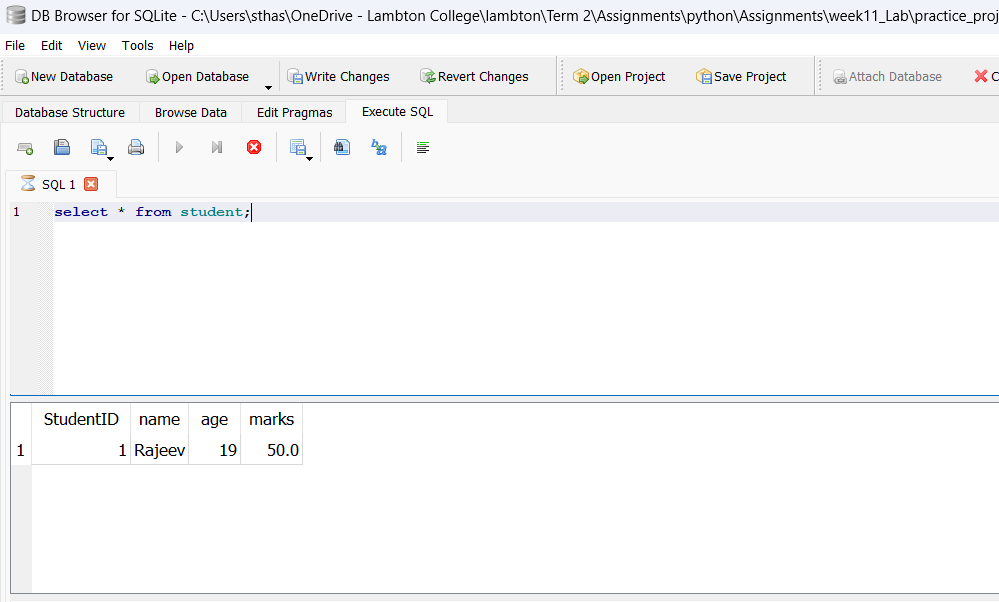 DB Browser for SQLite - C:\Users\sthas\OneDrive - Lambton College\lambton\Term 2\Assignments\python\Assignments\week11_Lab\practice_proj
File Edit View Tools Help
New Database Open Database Write Changes Revert Changes Open Project Save Project Attach Database C
Database Structure Browse Data Edit Pragmas Execute SQL
SQL 1
1 select * from student;
StudentID name age marks
1 1 Rajeev 19 50.0